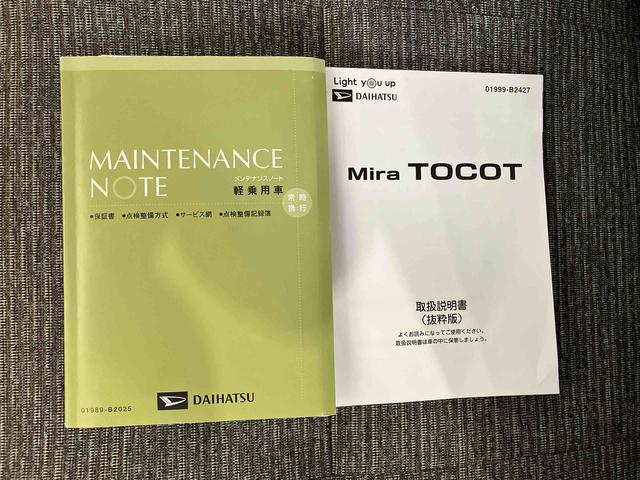 MAINTENANCE
NOTE
メンテナンスノート
軽乗用車
常時
携行
●保証書 ●点検整備方式 ●サービス網 ●点検整備記録簿
01989-B2025
DAIHATSU
Light you up
DAIHATSU
01999-B2427
Mira TOCOT
取扱説明書
（抜粋版）
よくお読みになってご使用ください。
取扱説明書は車の中に保管しましょう。